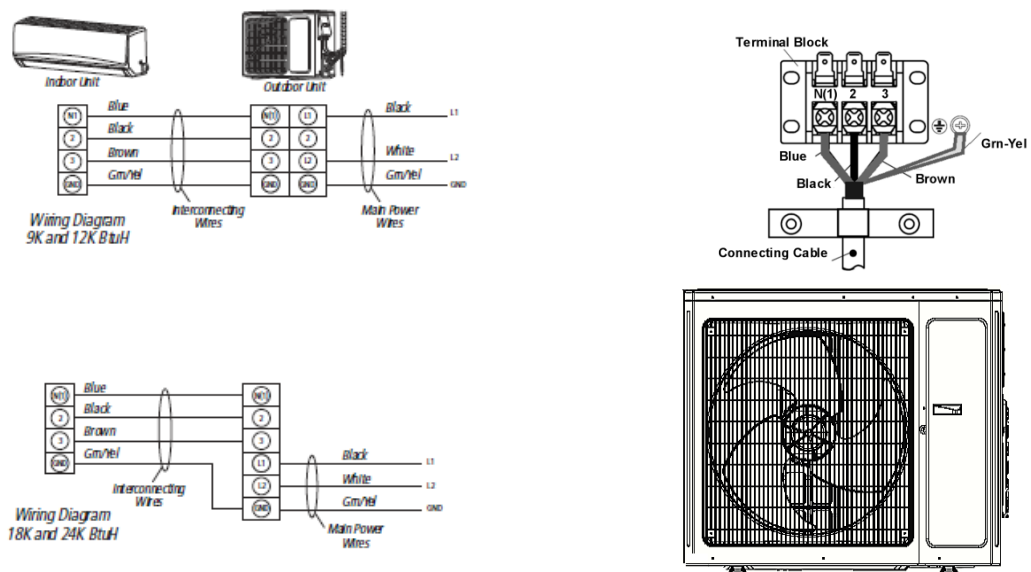 Indoor Unit
Outdoor Unit
N1
Blue
N(1)
L1
Black
L1
2
Black
2
2
3
Brown
3
L2
White
L2
GND
Grn/Yel
GND
GND
Grn/Yel
GND
Interconnecting
Wires
Main Power
Wires
Wiring Diagram
9K and 12K BtuH
N(1)
Blue
N(1)
2
Black
2
3
Brown
3
GND
Grn/Yel
L1
Black
L1
L2
White
L2
GND
Grn/Yel
GND
Interconnecting
Wires
Main Power
Wires
Wiring Diagram
18K and 24K BtuH
Terminal Block
N(1) 2 3
Grn-Yel
Blue
Black
Brown
Connecting Cable